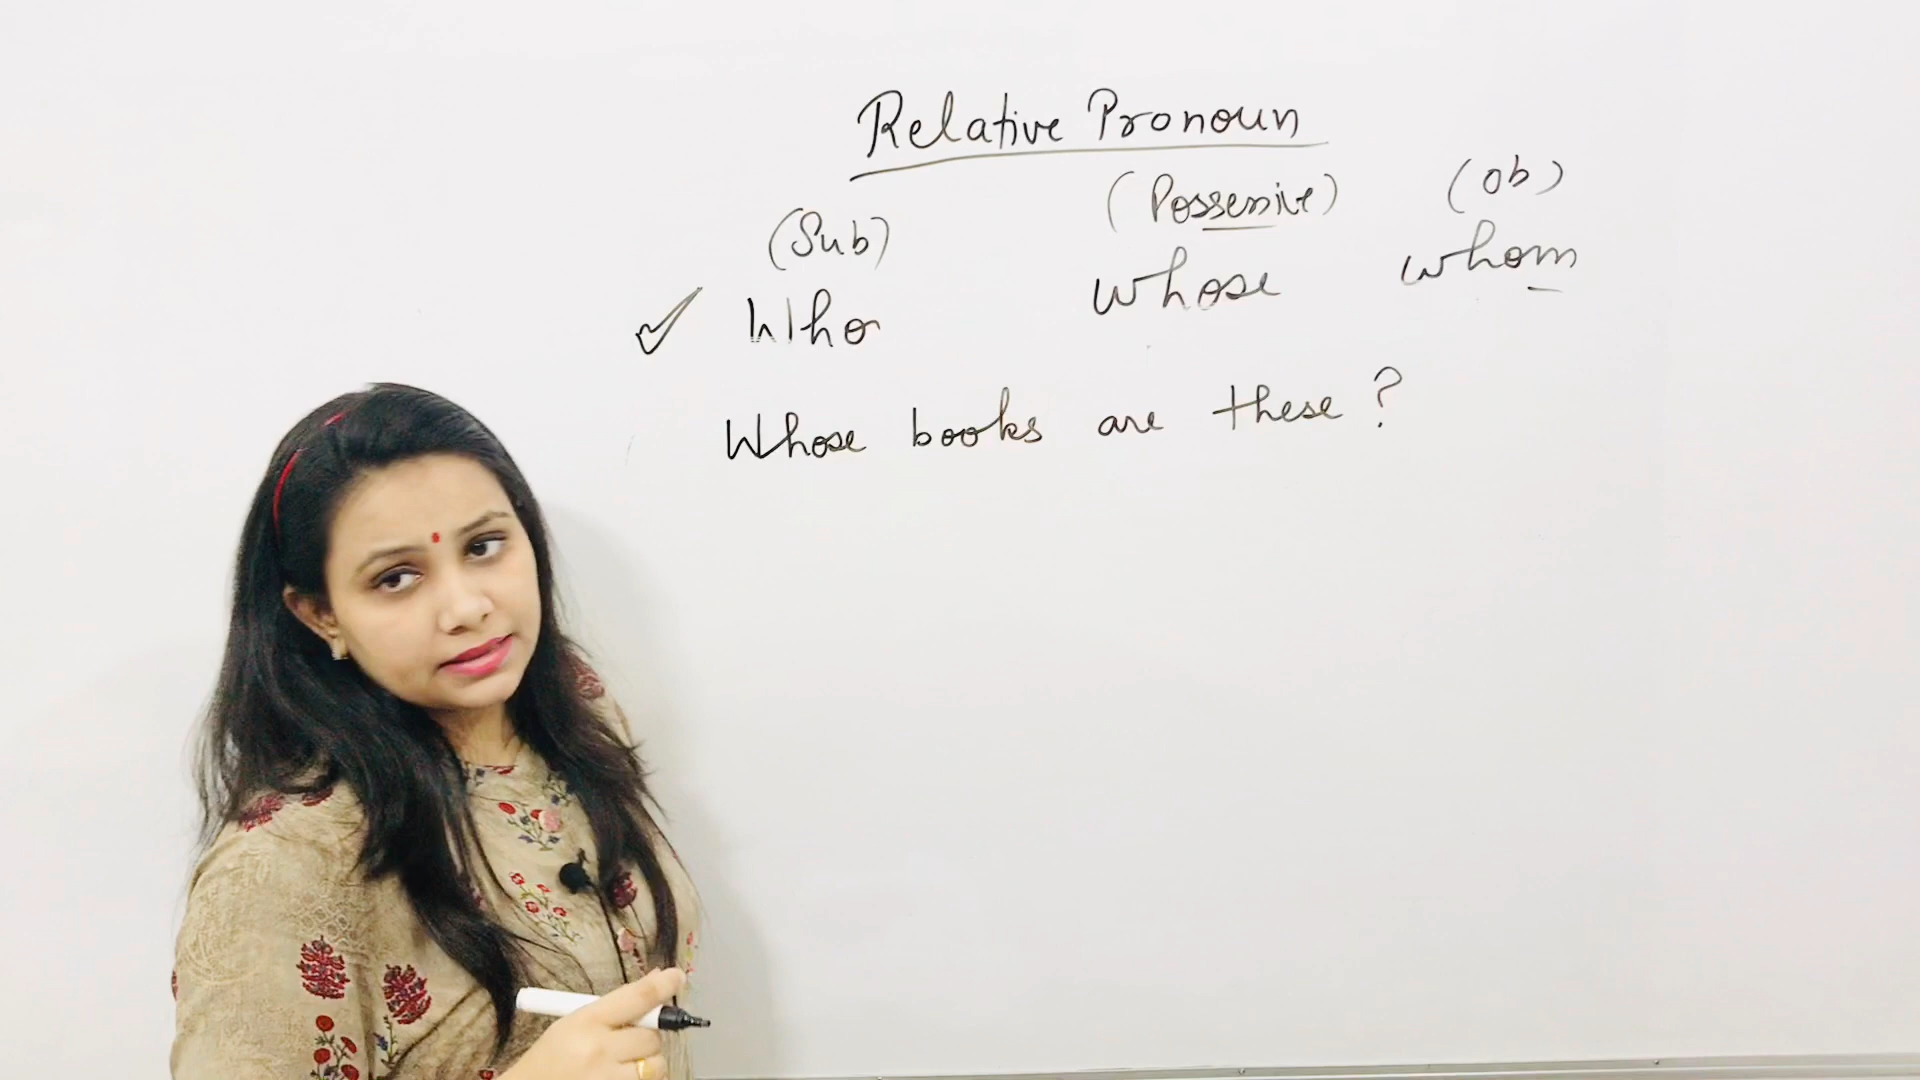 Relative Pronoun
(Sub) (Possessive) (Ob)
Who whose whom
Whose books are these?